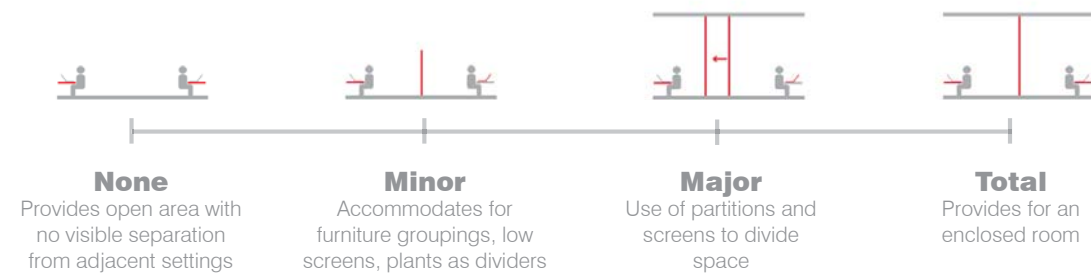 None
Provides open area with
no visible separation
from adjacent settings
Minor
Accommodates for
furniture groupings, low
screens, plants as dividers
Major
Use of partitions and
screens to divide
space
Total
Provides for an
enclosed room